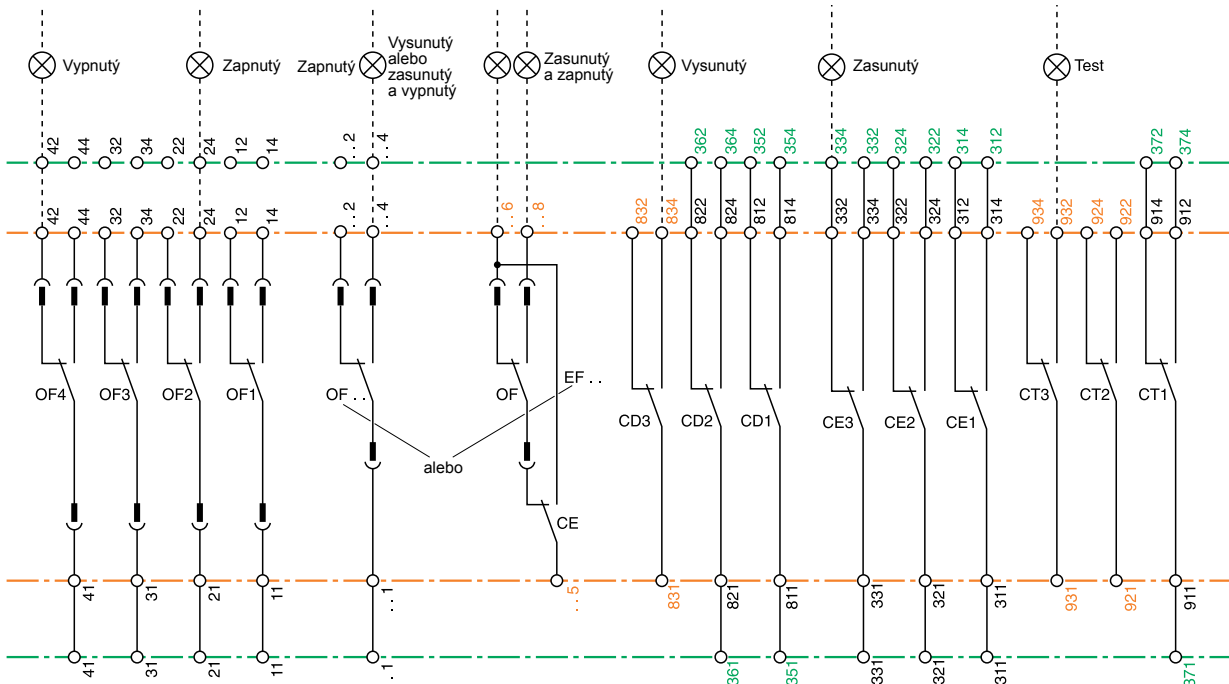 Vypnutý
Zapnutý
Zapnutý
Vysunutý
alebo
zasunutý
a vypnutý
Zasunutý
a zapnutý
Vysunutý
Zasunutý
Test
42 44 32 34 22 24 12 14 . . 2 . . 4 362 364 352 354 334 332 324 322 314 312 372 374
42 44 32 34 22 24 12 14 . . 2 . . 4 . . 6 . . 8 832 834 822 824 812 814 332 334 322 324 312 314 934 932 924 922 914 912
OF4 OF3 OF2 OF1 OF . . OF EF . . CD3 CD2 CD1 CE3 CE2 CE1 CT3 CT2 CT1
alebo
CE
41 31 21 11 1 . . . . 5 831 821 811 331 321 311 931 921 911
41 31 21 11 1 . . 361 351 331 321 311 371